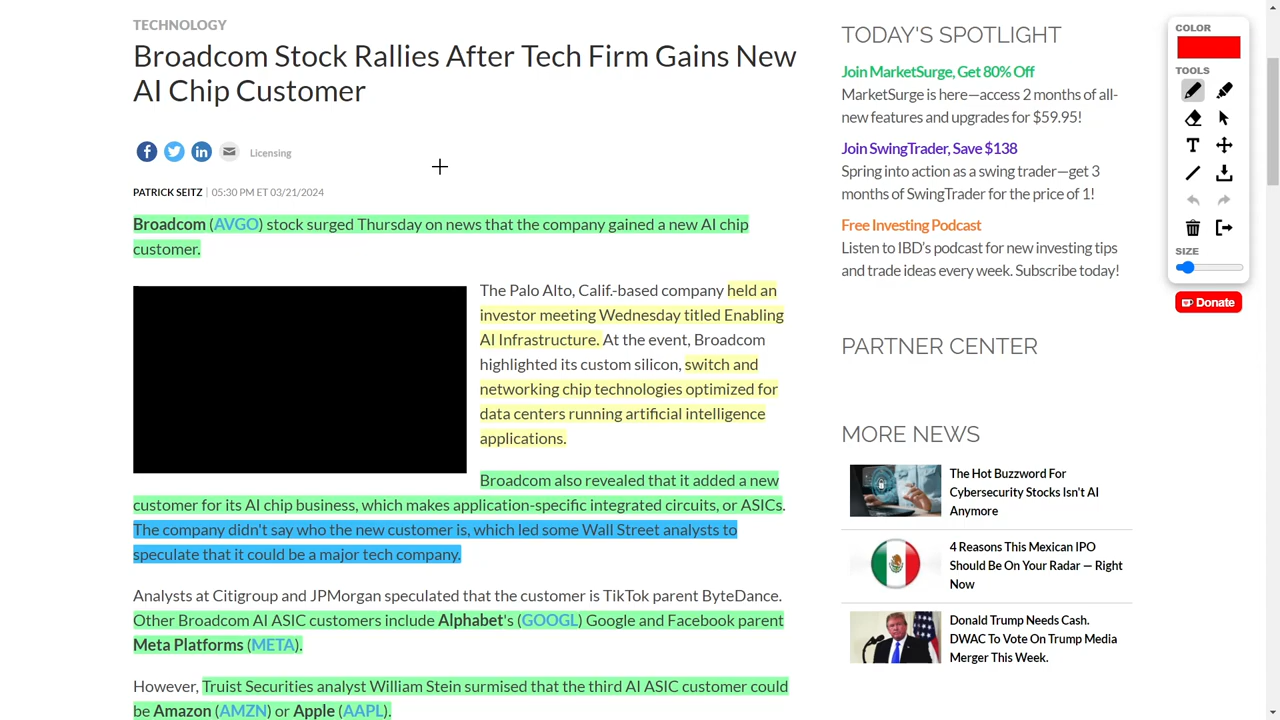 TECHNOLOGY
Broadcom Stock Rallies After Tech Firm Gains New
AI Chip Customer
Licensing
PATRICK SEITZ | 05:30 PM ET 03/21/2024
Broadcom (AVGO) stock surged Thursday on news that the company gained a new AI chip
customer.
The Palo Alto, Calif.-based company held an
investor meeting Wednesday titled Enabling
AI Infrastructure. At the event, Broadcom
highlighted its custom silicon, switch and
networking chip technologies optimized for
data centers running artificial intelligence
applications.
Broadcom also revealed that it added a new
customer for its AI chip business, which makes application-specific integrated circuits, or ASICs.
The company didn't say who the new customer is, which led some Wall Street analysts to
speculate that it could be a major tech company.
Analysts at Citigroup and JPMorgan speculated that the customer is TikTok parent ByteDance.
Other Broadcom AI ASIC customers include Alphabet's (GOOGL) Google and Facebook parent
Meta Platforms (META).
However, Truist Securities analyst William Stein surmised that the third AI ASIC customer could
be Amazon (AMZN) or Apple (AAPL).
TODAY'S SPOTLIGHT
Join MarketSurge, Get 80% Off
MarketSurge is here—access 2 months of all-
new features and upgrades for $59.95!
Join SwingTrader, Save $138
Spring into action as a swing trader—get 3
months of SwingTrader for the price of 1!
Free Investing Podcast
Listen to IBD's podcast for new investing tips
and trade ideas every week. Subscribe today!
PARTNER CENTER
MORE NEWS
The Hot Buzzword For
Cybersecurity Stocks Isn't AI
Anymore
4 Reasons This Mexican IPO
Should Be On Your Radar — Right
Now
Donald Trump Needs Cash.
DWAC To Vote On Trump Media
Merger This Week.
COLOR
TOOLS
T
SIZE
Donate